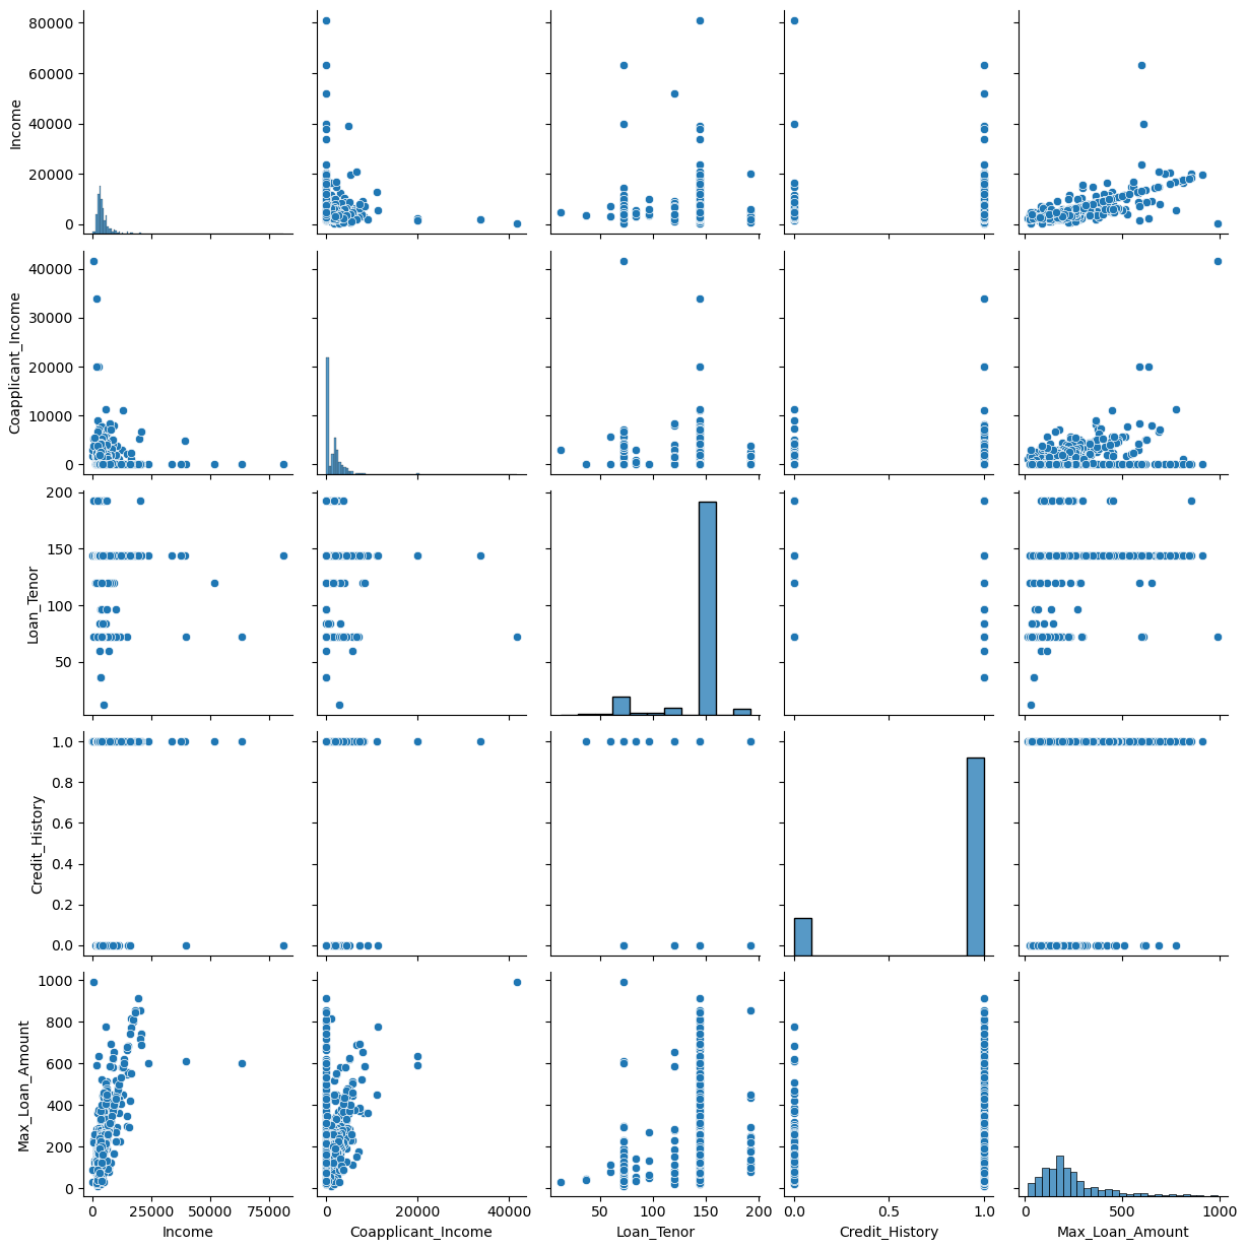 80000
60000
40000
20000
0
Income
40000
30000
20000
10000
0
Coapplicant_Income
200
150
100
50
Loan_Tenor
1.0
0.8
0.6
0.4
0.2
0.0
Credit_History
1000
800
600
400
200
0
Max_Loan_Amount
0 25000 50000 75000
Income
0 20000 40000
Coapplicant_Income
50 100 150 200
Loan_Tenor
0.0 0.5 1.0
Credit_History
0 500 1000
Max_Loan_Amount